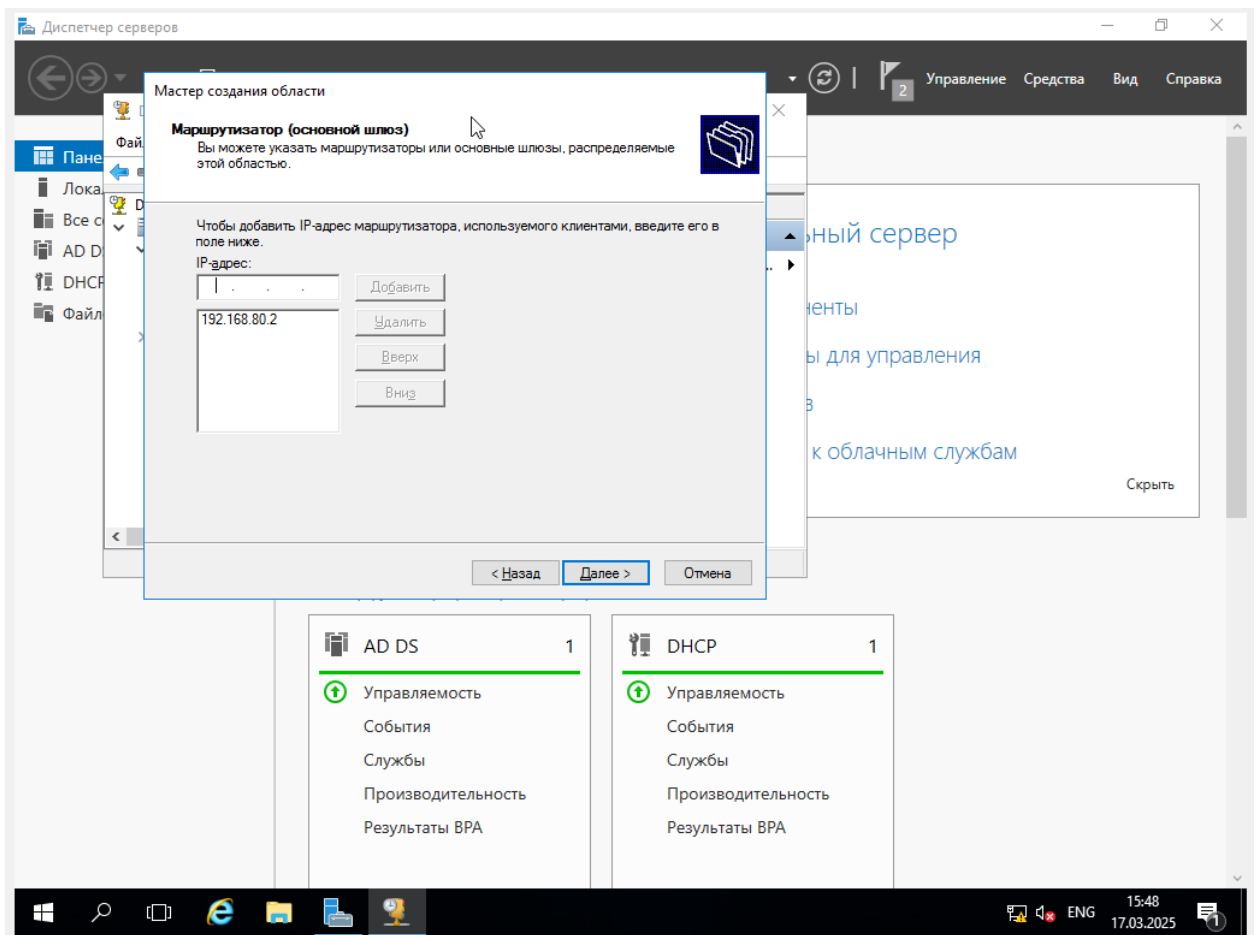 Диспетчер серверов
2
Управление Средства Вид Справка
Мастер создания области
Маршрутизатор (основной шлюз)
Вы можете указать маршрутизаторы или основные шлюзы, распределяемые
этой областью.
Чтобы добавить IP-адрес маршрутизатора, используемого клиентами, введите его в
поле ниже.
IP-адрес:
. . .
Добавить
192.168.80.2
Удалить
Вверх
Вниз
< Назад
Далее >
Отмена
Фай
Пане
Лока
Все с
AD D
DHCP
Файл
D
ьный сервер
ненты
ы для управления
в
к облачным службам
Скрыть
AD DS 1
Управляемость
События
Службы
Производительность
Результаты BPA
DHCP 1
Управляемость
События
Службы
Производительность
Результаты BPA
ENG
15:48
17.03.2025
1